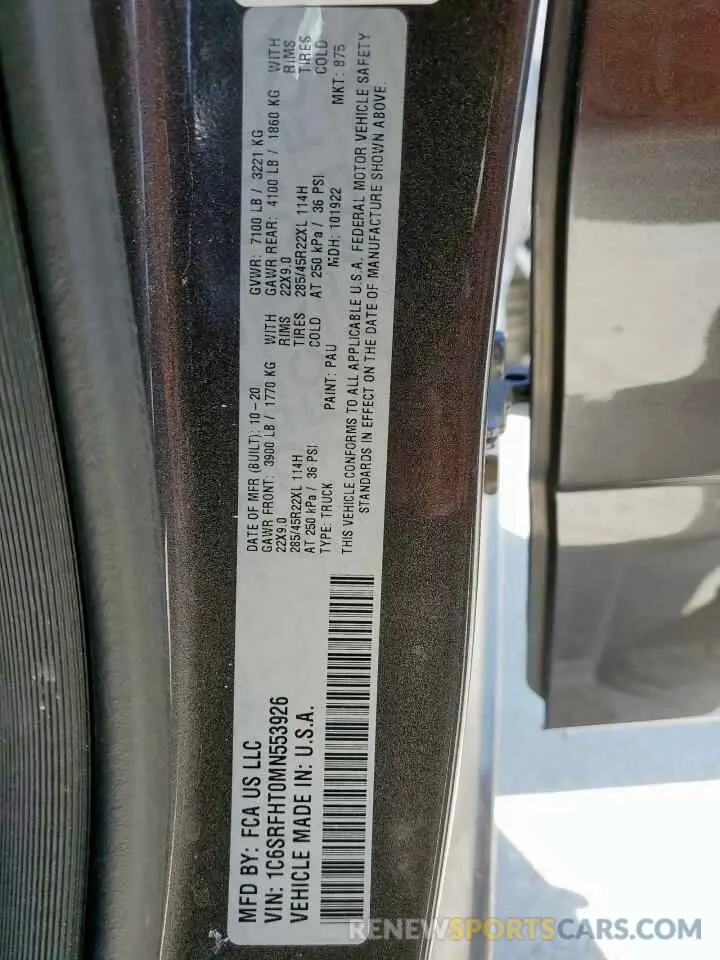 MFD BY: FCA US LLC
VIN: 1C6SRFHT0MN553926
VEHICLE MADE IN: U.S.A.
DATE OF MFR (BUILT): 10-20
GAWR FRONT: 3900 LB / 1770 KG WITH
22X9.0 RIMS
285/45R22XL 114H TIRES
AT 250 kPa / 36 PSI COLD
TYPE: TRUCK PAINT: PAU
GVWR: 7100 LB / 3221 KG
GAWR REAR: 4100 LB / 1860 KG WITH
22X9.0 RIMS
285/45R22XL 114H TIRES
AT 250 kPa / 36 PSI COLD
MDH: 101922 MKT: 875
THIS VEHICLE CONFORMS TO ALL APPLICABLE U.S.A. FEDERAL MOTOR VEHICLE SAFETY
STANDARDS IN EFFECT ON THE DATE OF MANUFACTURE SHOWN ABOVE.
RENEWSPORTSCARS.COM